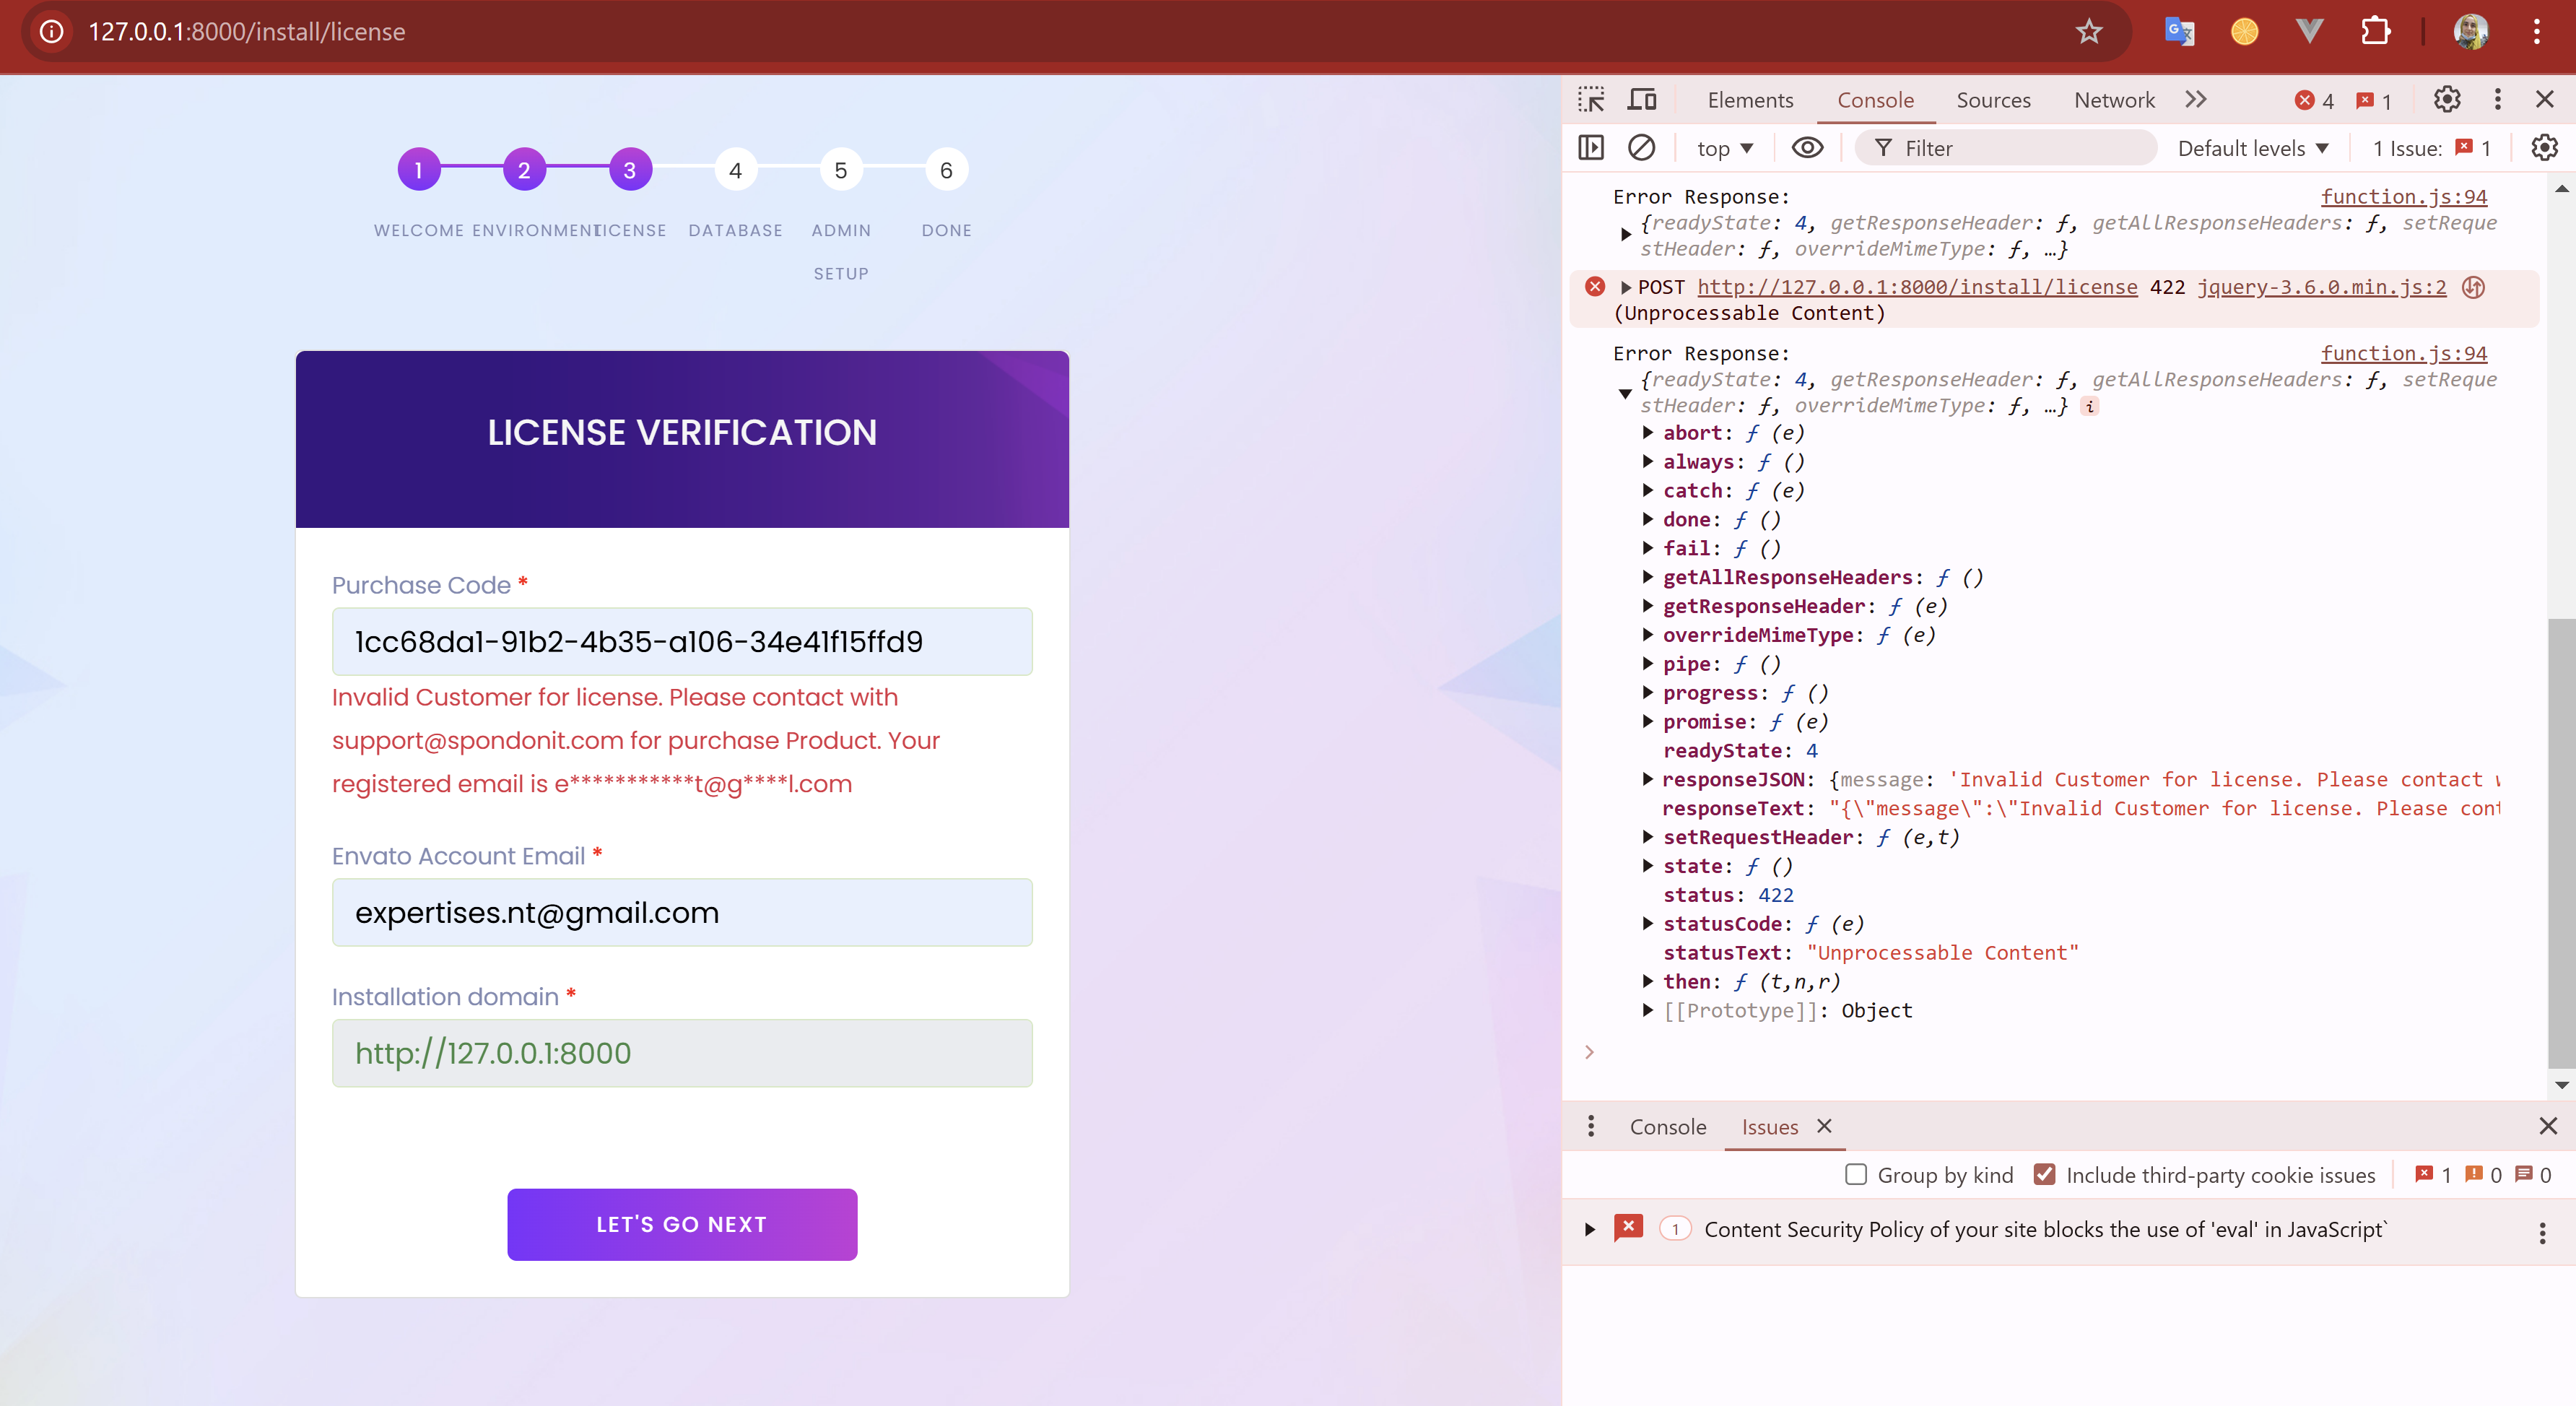 127.0.0.1:8000/install/license
1 2 3 4 5 6
WELCOME ENVIRONMENT LICENSE DATABASE ADMIN SETUP DONE
LICENSE VERIFICATION
Purchase Code *
1cc68da1-91b2-4b35-a106-34e41f15ffd9
Invalid Customer for license. Please contact with
support@spondonit.com for purchase Product. Your
registered email is e***********t@g****l.com
Envato Account Email *
expertises.nt@gmail.com
Installation domain *
http://127.0.0.1:8000
LET'S GO NEXT
Elements Console Sources Network 4 1
top Filter Default levels 1 Issue: 1
Error Response: function.js:94
{readyState: 4, getResponseHeader: ƒ, getAllResponseHeaders: ƒ, setReque
stHeader: ƒ, overrideMimeType: ƒ, …}
POST http://127.0.0.1:8000/install/license 422 jquery-3.6.0.min.js:2
(Unprocessable Content)
Error Response: function.js:94
{readyState: 4, getResponseHeader: ƒ, getAllResponseHeaders: ƒ, setReque
stHeader: ƒ, overrideMimeType: ƒ, …} i
abort: ƒ (e)
always: ƒ ()
catch: ƒ (e)
done: ƒ ()
fail: ƒ ()
getAllResponseHeaders: ƒ ()
getResponseHeader: ƒ (e)
overrideMimeType: ƒ (e)
pipe: ƒ ()
progress: ƒ ()
promise: ƒ (e)
readyState: 4
responseJSON: {message: 'Invalid Customer for license. Please contact
responseText: "{\"message\":\"Invalid Customer for license. Please cont
setRequestHeader: ƒ (e,t)
state: ƒ ()
status: 422
statusCode: ƒ (e)
statusText: "Unprocessable Content"
then: ƒ (t,n,r)
[[Prototype]]: Object
Console Issues
Group by kind Include third-party cookie issues 1 0 0
1 Content Security Policy of your site blocks the use of 'eval' in JavaScript`